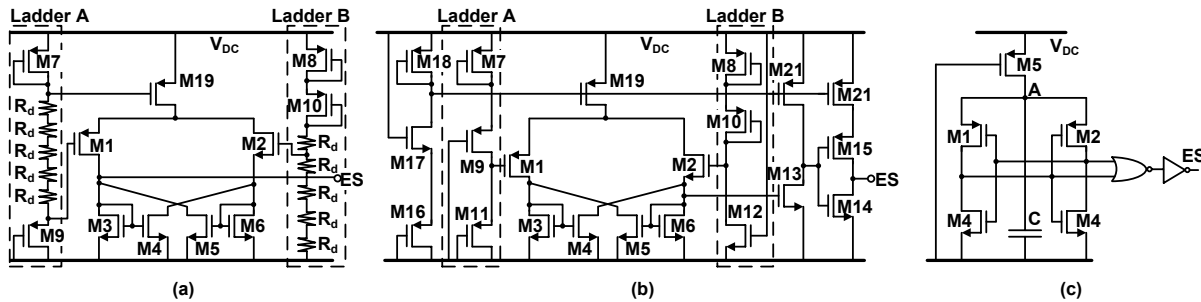 Ladder A
Ladder B
V_DC
M7
M19
M8
M10
R_d
R_d
R_d
R_d
R_d
R_d
R_d
R_d
R_d
R_d
M1
M2
ES
M9
M3
M4
M5
M6
(a)
Ladder A
Ladder B
V_DC
M18
M7
M19
M8
M21
M21
M10
M17
M9
M1
M2
M15
M13
ES
M16
M11
M12
M14
M3
M4
M5
M6
(b)
V_DC
M5
A
M1
M2
ES
M4
C
M4
(c)